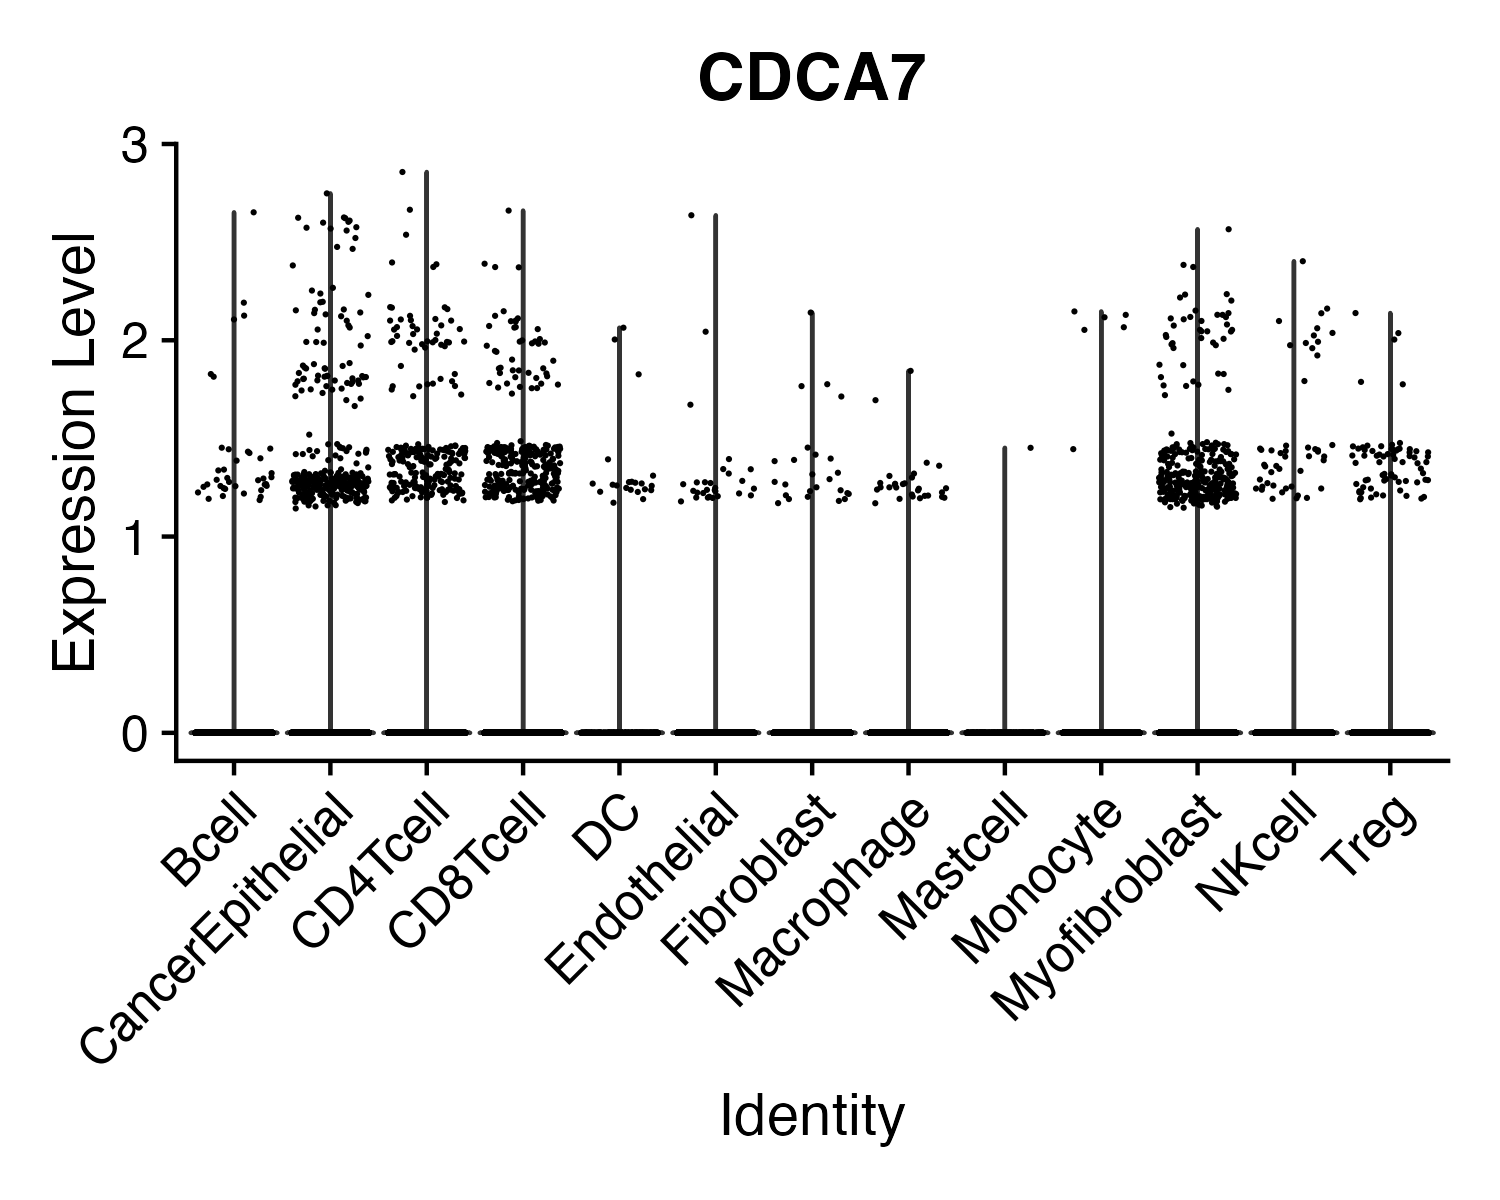 CDCA7
Expression Level
3
2
1
0
Bcell
CancerEpithelial
CD4Tcell
CD8Tcell
DC
Endothelial
Fibroblast
Macrophage
Mastcell
Monocyte
Myofibroblast
NKcell
Treg
Identity